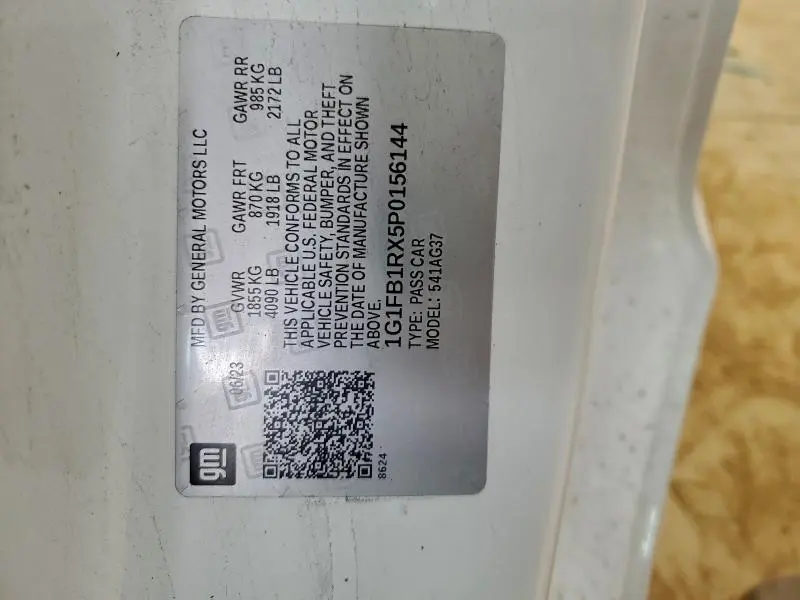 gm
06/23
MFD BY GENERAL MOTORS LLC
GVWR GAWR FRT GAWR RR
1855 KG 870 KG 985 KG
4090 LB 1918 LB 2172 LB
THIS VEHICLE CONFORMS TO ALL
APPLICABLE U.S. FEDERAL MOTOR
VEHICLE SAFETY, BUMPER, AND THEFT
PREVENTION STANDARDS IN EFFECT ON
THE DATE OF MANUFACTURE SHOWN
ABOVE.
1G1FB1RX5P0156144
TYPE: PASS CAR
MODEL: 541AG37
8624